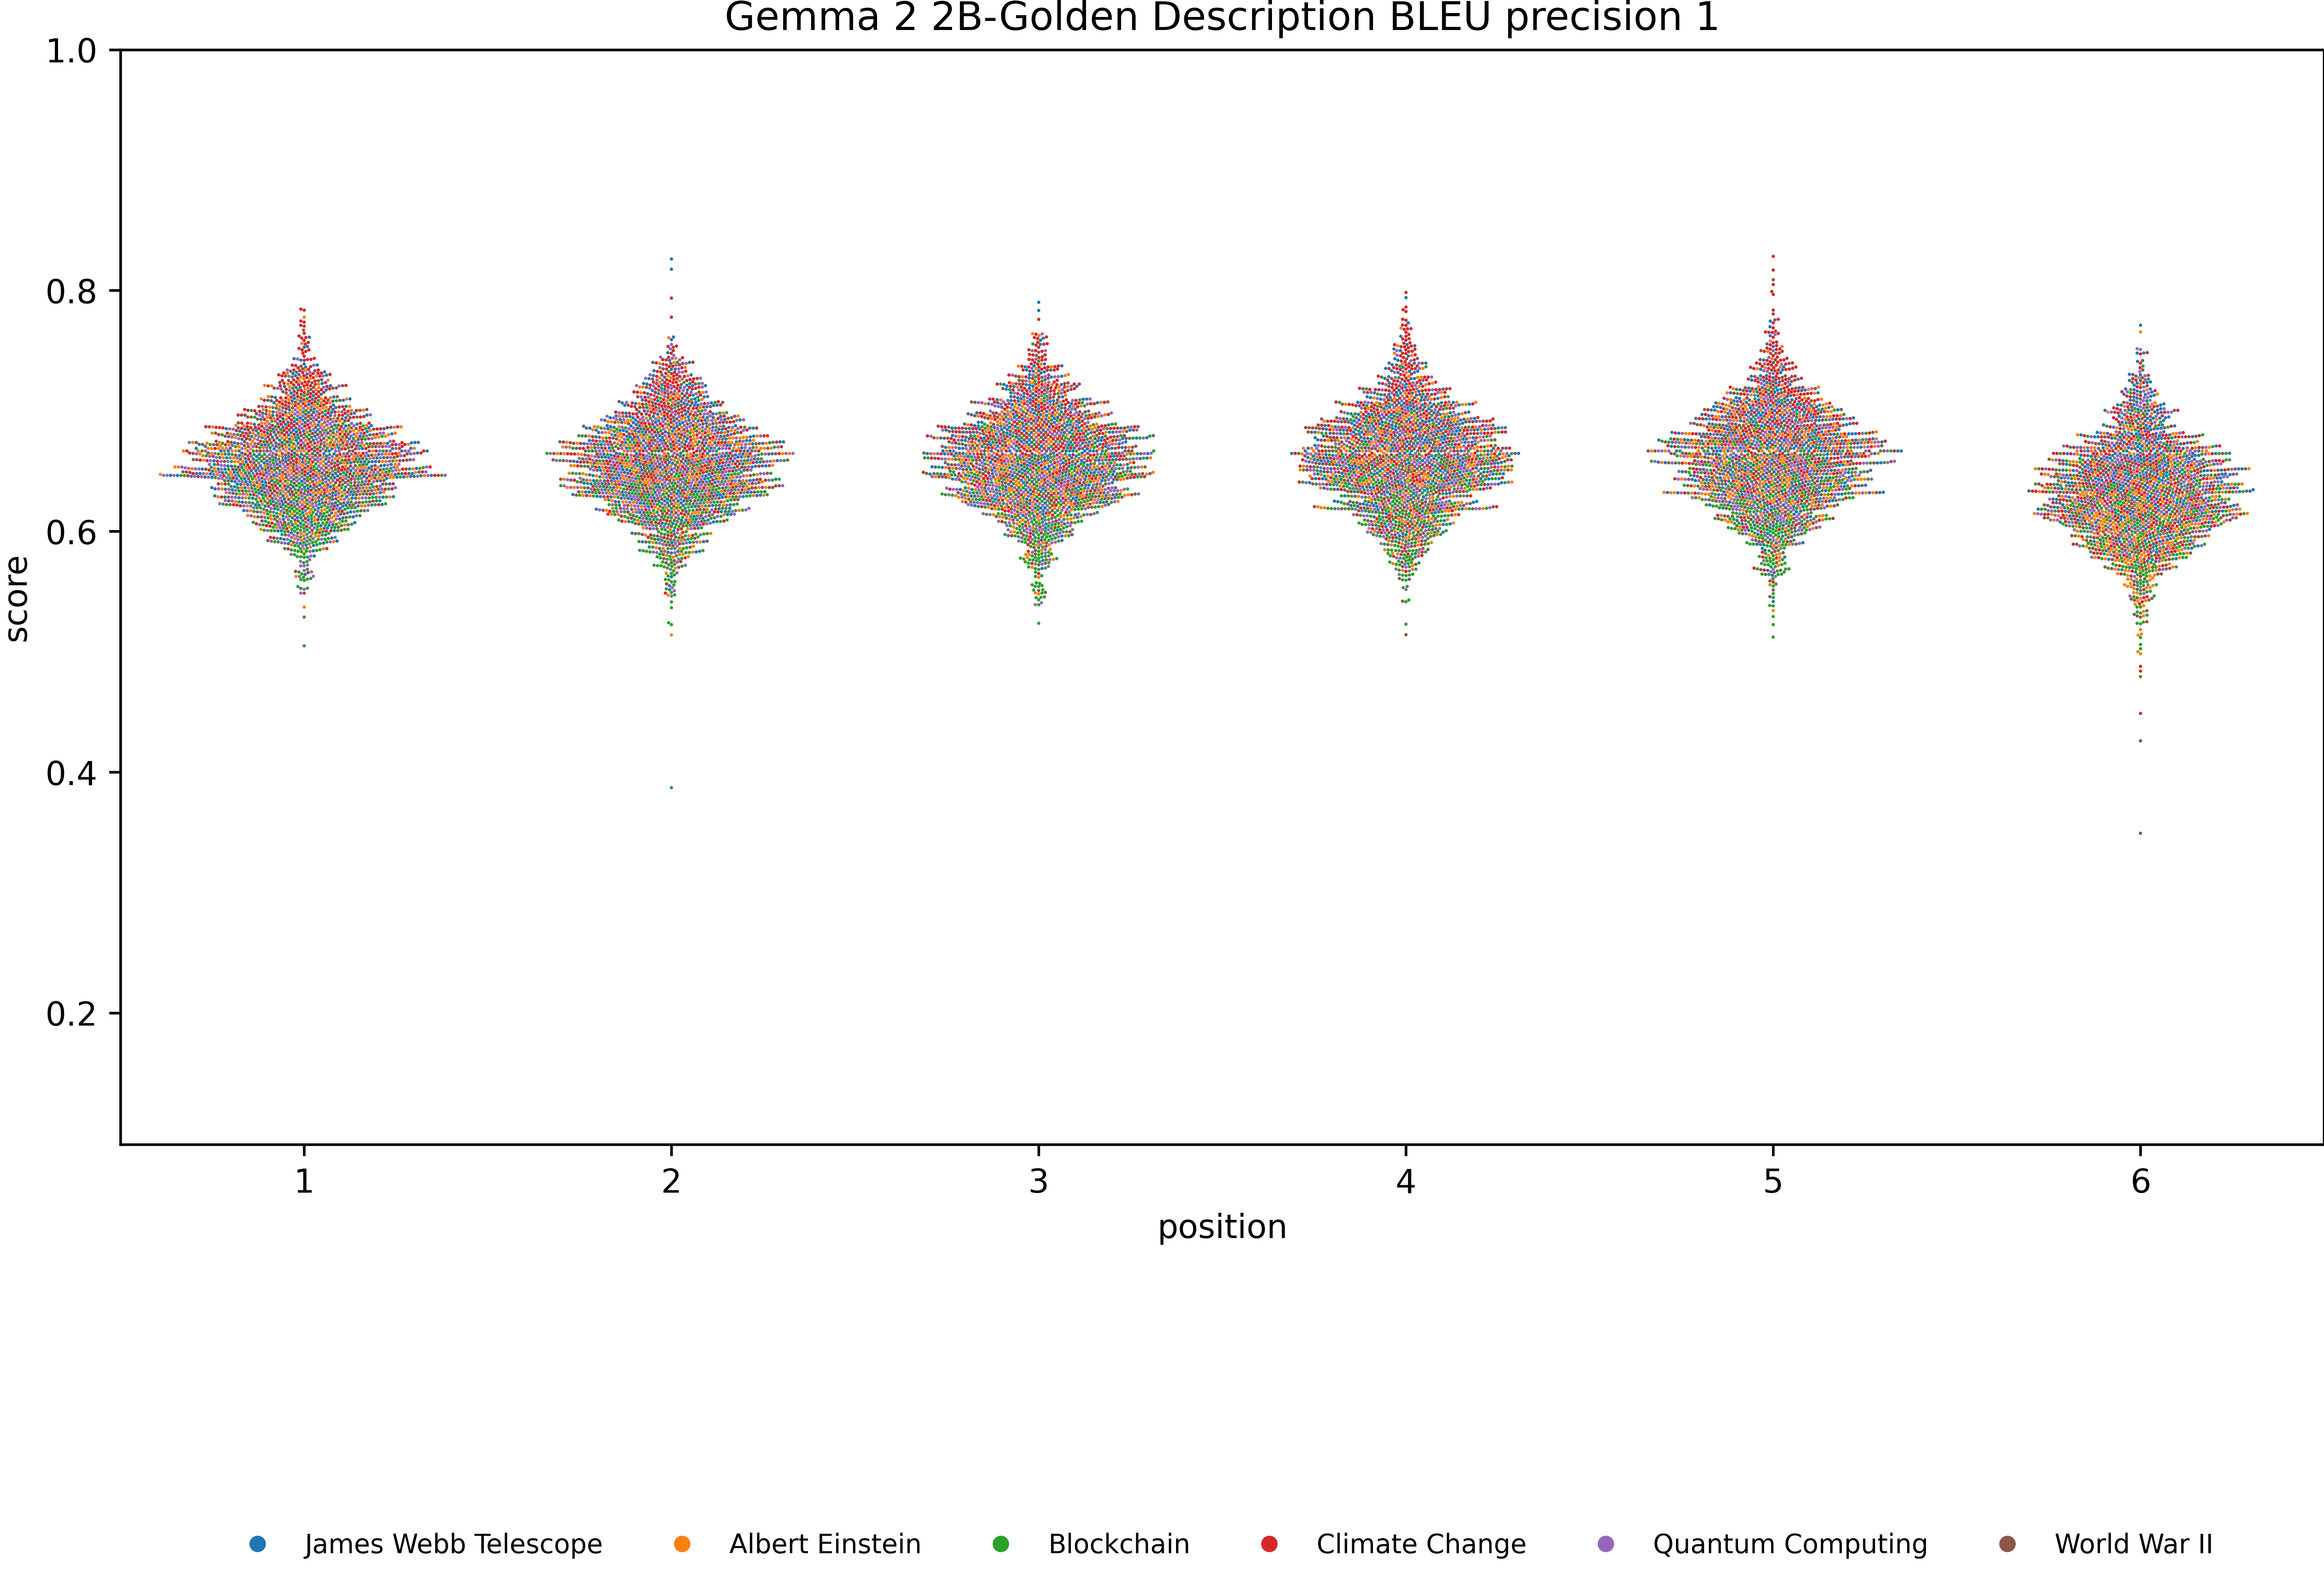 Gemma 2 2B-Golden Description BLEU precision 1
1.0
0.8
0.6
0.4
0.2
score
1 2 3 4 5 6
position
James Webb Telescope Albert Einstein Blockchain Climate Change Quantum Computing World War II